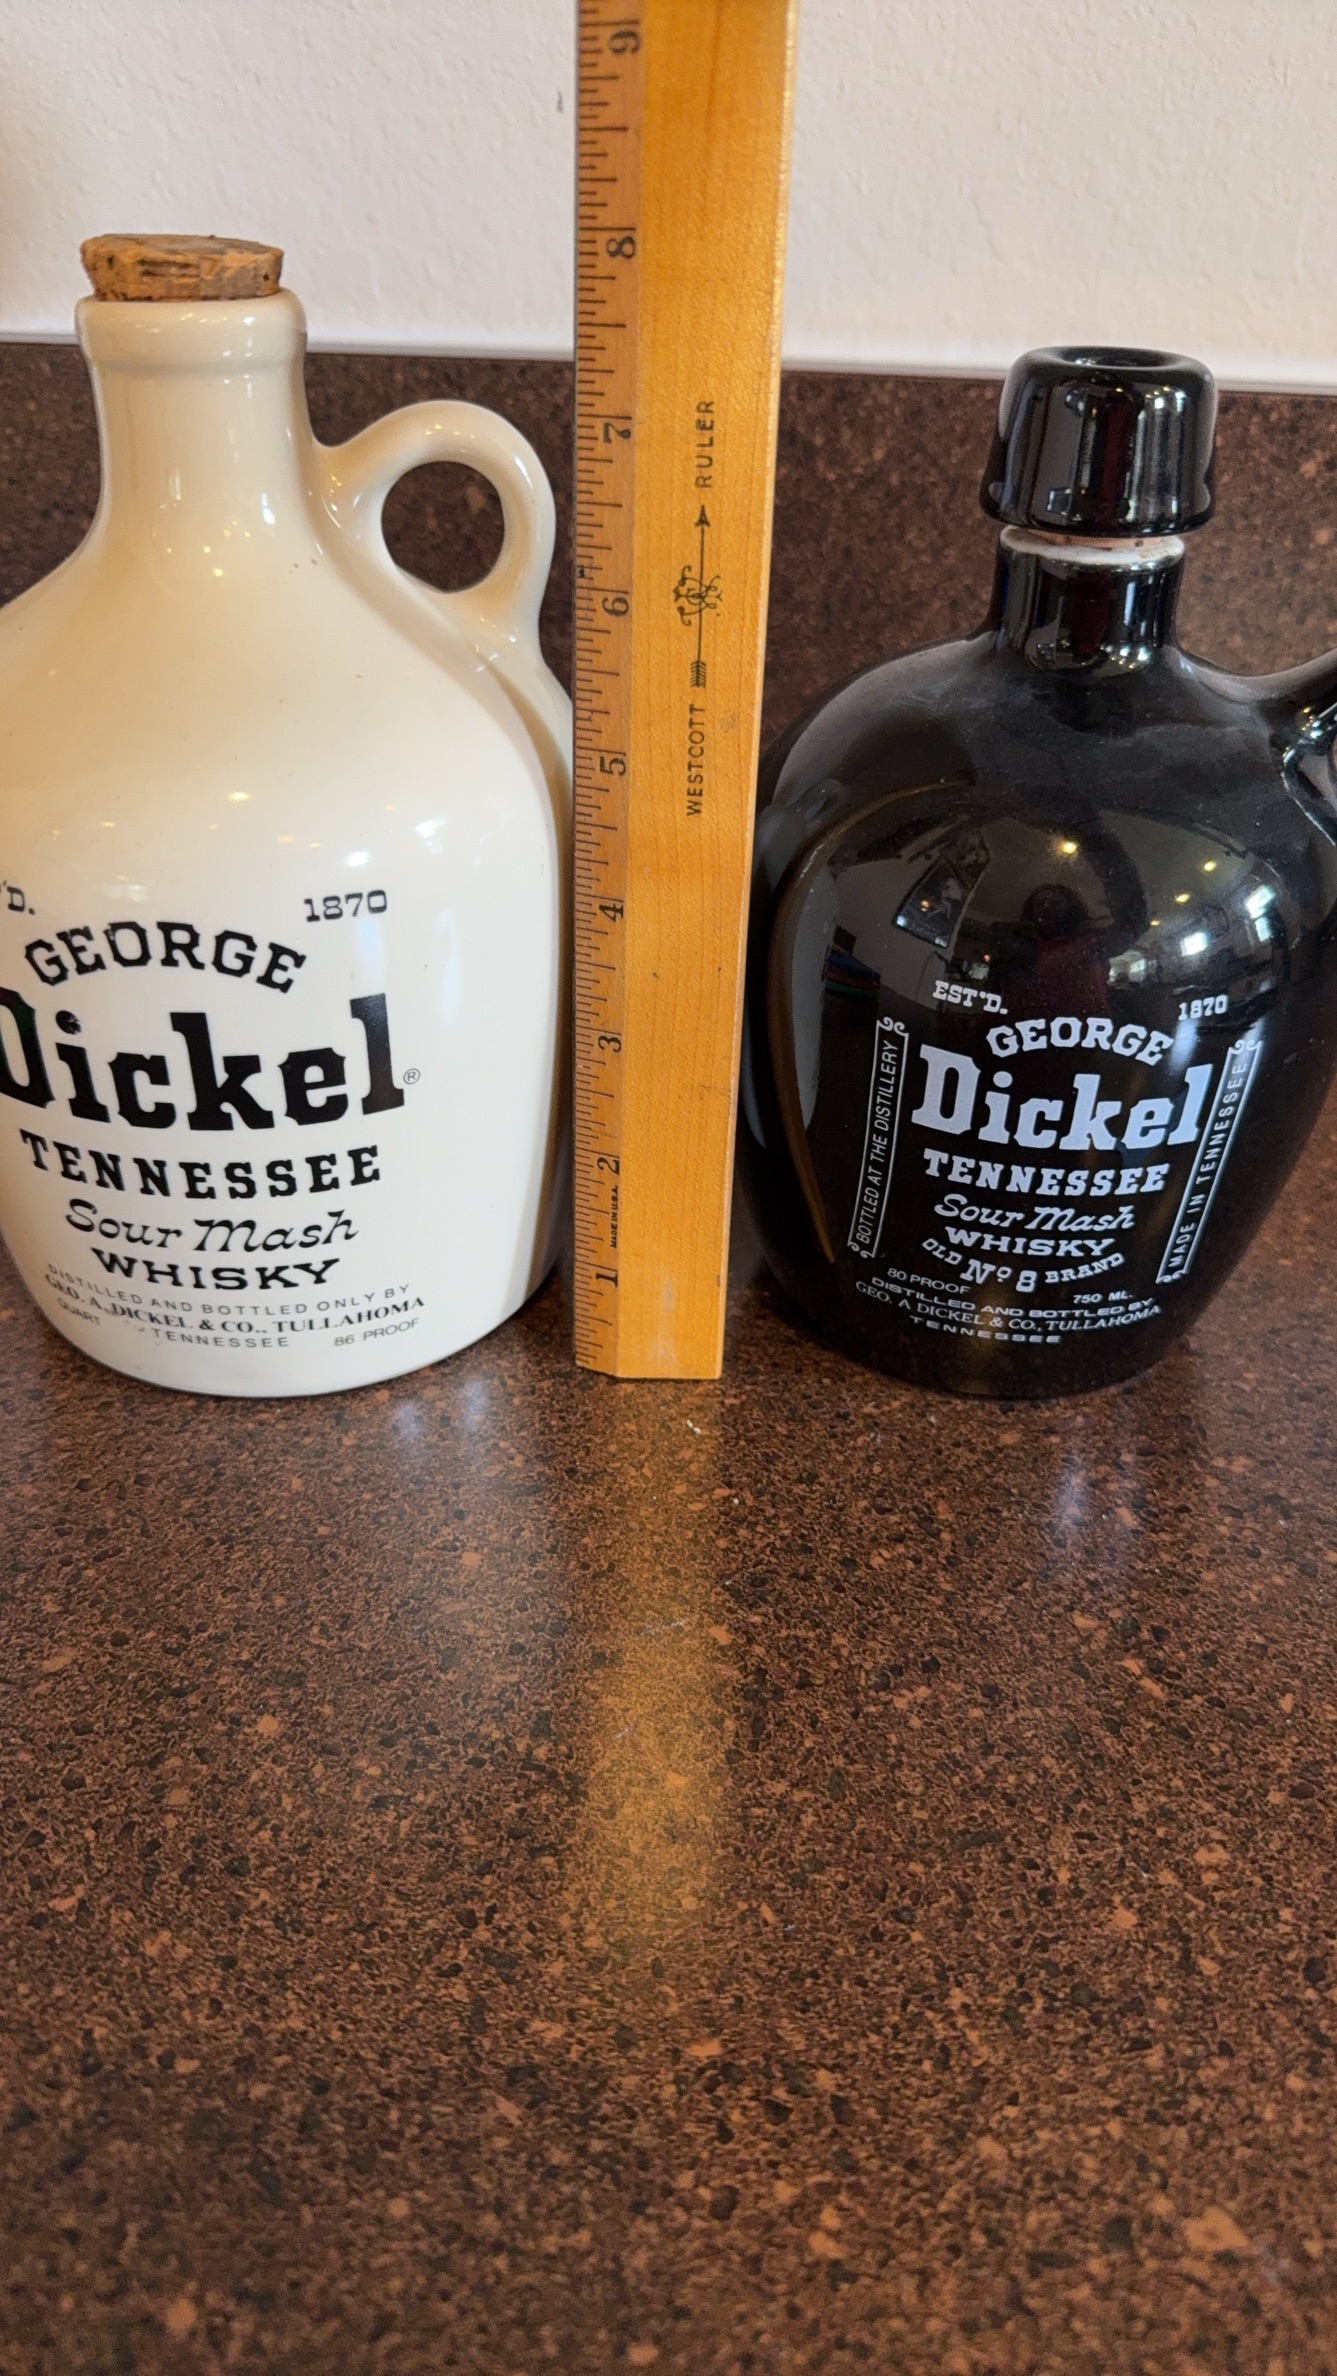 'D.
1870
GEORGE
Dickel®
TENNESSEE
Sour Mash
WHISKY
DISTILLED AND BOTTLED ONLY BY
GEO. A. DICKEL & CO., TULLAHOMA
QUART
TENNESSEE
86 PROOF
9
8
7
6
5
4
3
2
1
MADE IN U.S.A.
WESTCOTT RULER
EST'D.
1870
GEORGE
Dickel
TENNESSEE
Sour Mash
WHISKY
OLD No 8 BRAND
BOTTLED AT THE DISTILLERY
MADE IN TENNESSEE
80 PROOF
750 ML.
DISTILLED AND BOTTLED BY
GEO. A DICKEL & CO., TULLAHOMA
TENNESSEE